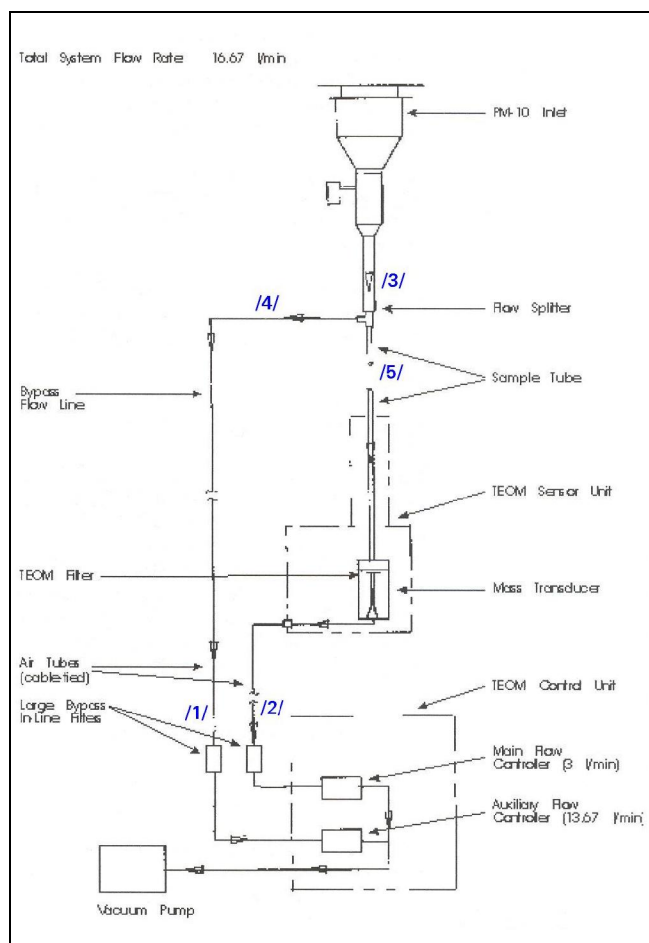 Total System Flow Rate 16.67 l/min
PM-10 Inlet
/3/
/4/
Flow Splitter
/5/
Sample Tube
Bypass
Flow Line
TEOM Sensor Unit
TEOM Filter
Mass Transducer
Air Tubes
(cable-tied)
TEOM Control Unit
Large Bypass
In-Line Filters
/1/
/2/
Main Flow
Controller (3 l/min)
Auxiliary Flow
Controller (13.67 l/min)
Vacuum Pump